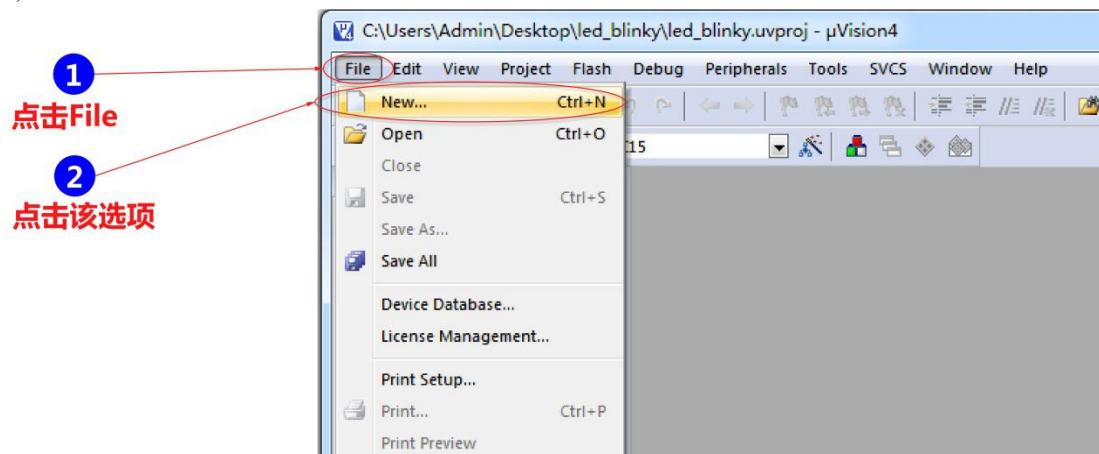 C:\Users\Admin\Desktop\led_blinky\led_blinky.uvproj - µVision4
File Edit View Project Flash Debug Peripherals Tools SVCS Window Help
1
点击File
New... Ctrl+N
Open Ctrl+O
15
Close
2
点击该选项
Save Ctrl+S
Save As...
Save All
Device Database...
License Management...
Print Setup...
Print... Ctrl+P
Print Preview